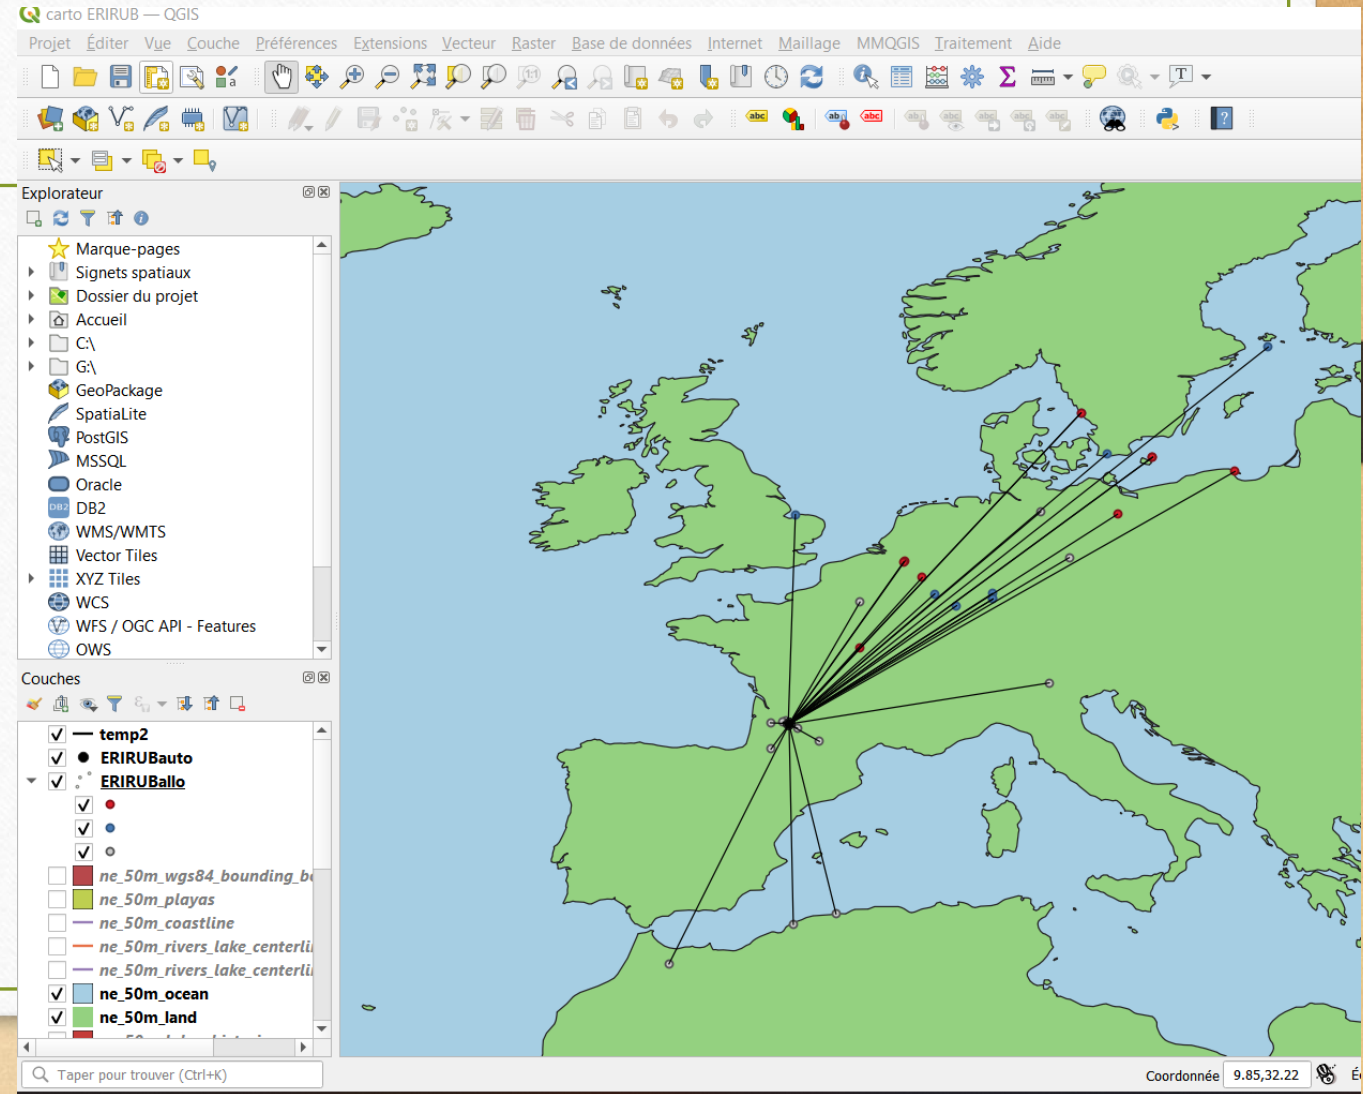 carto ERIRUB — QGIS
Projet Éditer Vue Couche Préférences Extensions Vecteur Raster Base de données Internet Maillage MMQGIS Traitement Aide
Explorateur
Marque-pages
Signets spatiaux
Dossier du projet
Accueil
C:\
G:\
GeoPackage
SpatiaLite
PostGIS
MSSQL
Oracle
DB2
WMS/WMTS
Vector Tiles
XYZ Tiles
WCS
WFS / OGC API - Features
OWS
Couches
temp2
ERIRUBauto
ERIRUBallo
ne_50m_wgs84_bounding_b
ne_50m_playas
ne_50m_coastline
ne_50m_rivers_lake_centerli
ne_50m_rivers_lake_centerli
ne_50m_ocean
ne_50m_land
Taper pour trouver (Ctrl+K)
Coordonnée 9.85,32.22